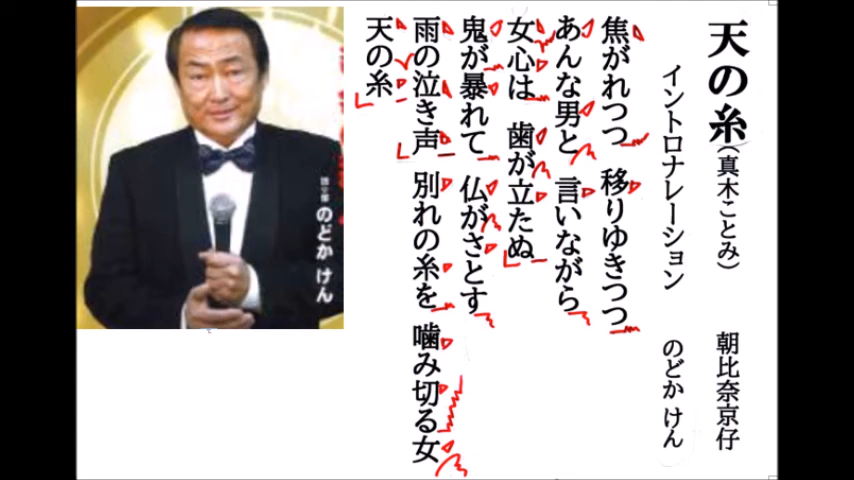 天の糸(真木ことみ) 朝比奈京仔
イントロナレーション のどか けん
焦がれつつ 移りゆきつつ
あんな男と 言いながら
女心は 歯が立たぬ
鬼が暴れて 仏がさとす
雨の泣き声 別れの糸を 噛み切る女
天の糸
のどか けん